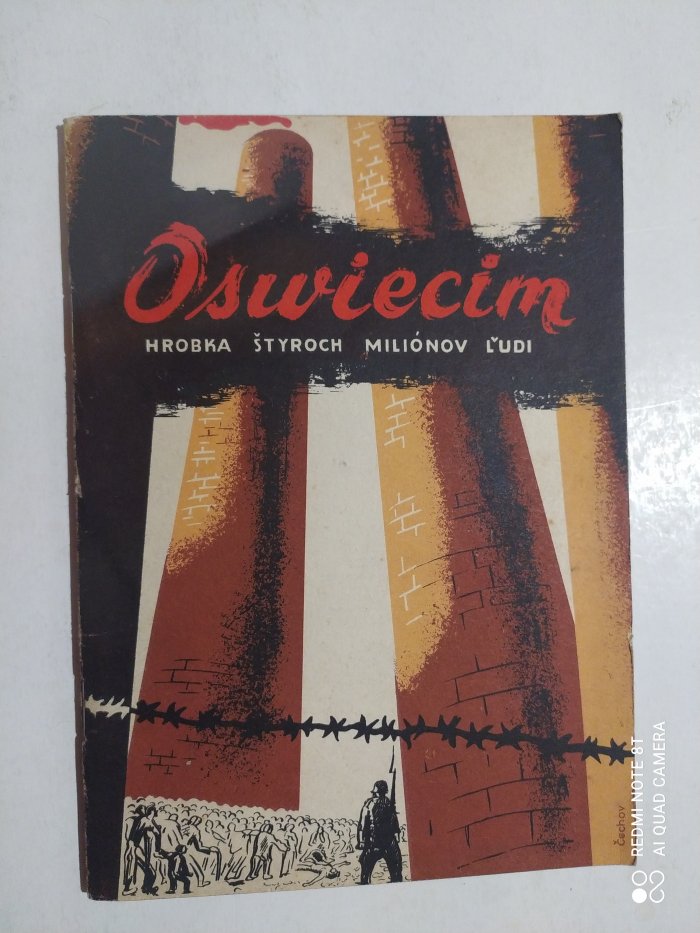 Oswiecim
HROBKA ŠTYROCH MILIÓNOV ĽUDI
Čechov
REDMI NOTE 8T
AI QUAD CAMERA